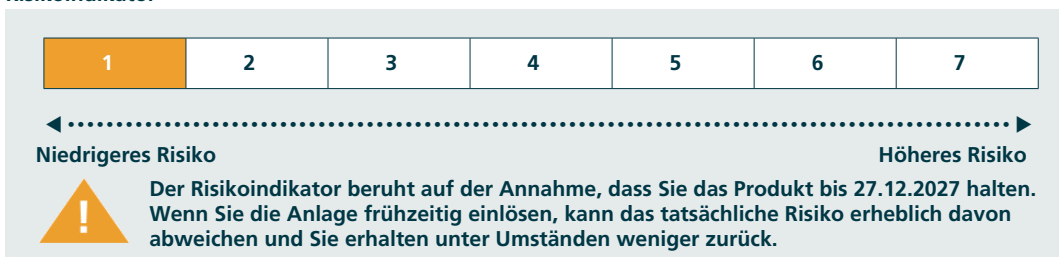 1 2 3 4 5 6 7
Niedrigeres Risiko Höheres Risiko
Der Risikoindikator beruht auf der Annahme, dass Sie das Produkt bis 27.12.2027 halten.
Wenn Sie die Anlage frühzeitig einlösen, kann das tatsächliche Risiko erheblich davon
abweichen und Sie erhalten unter Umständen weniger zurück.